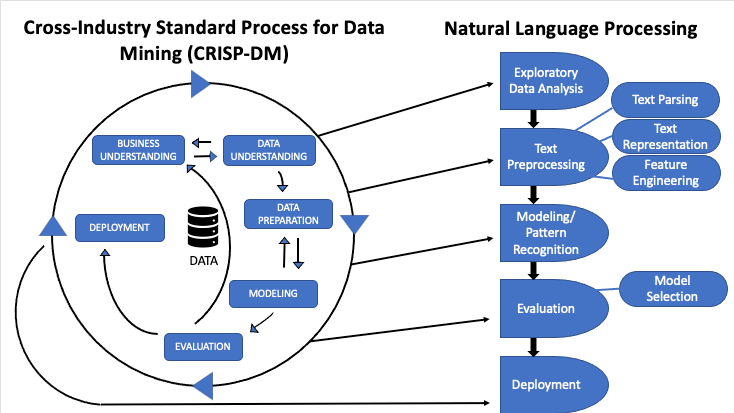 Cross-Industry Standard Process for Data
Mining (CRISP-DM)
BUSINESS
UNDERSTANDING
DATA
UNDERSTANDING
DATA
PREPARATION
DEPLOYMENT
DATA
MODELING
EVALUATION
Natural Language Processing
Exploratory
Data Analysis
Text Parsing
Text
Preprocessing
Text
Representation
Feature
Engineering
Modeling/
Pattern
Recognition
Evaluation
Model
Selection
Deployment